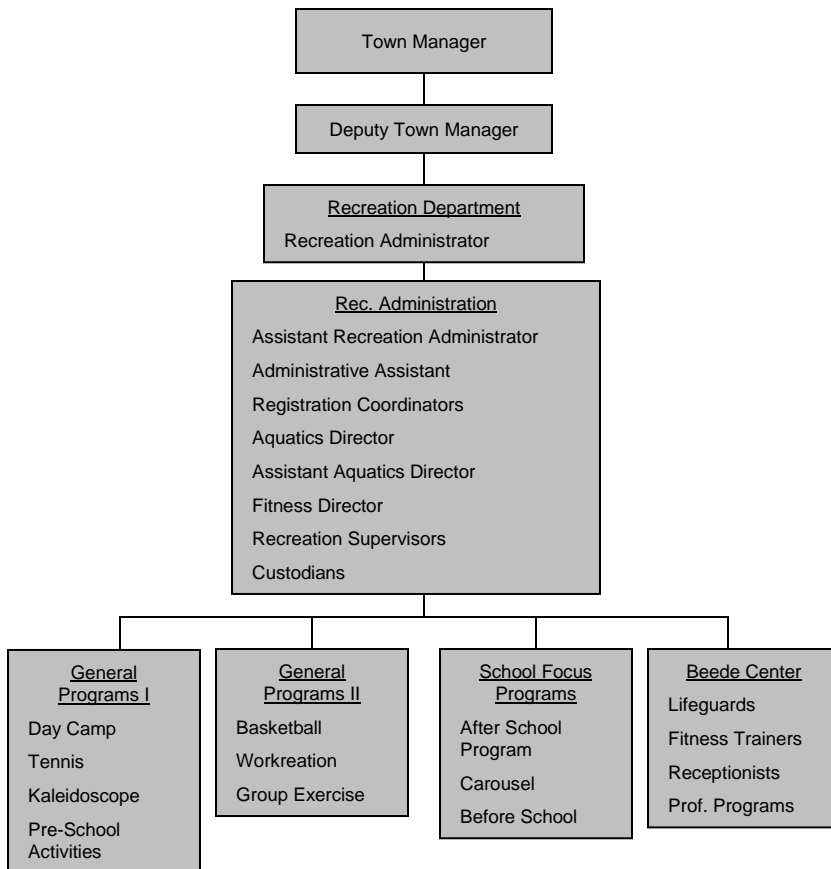 Town Manager
Deputy Town Manager
Recreation Department
Recreation Administrator
Rec. Administration
Assistant Recreation Administrator
Administrative Assistant
Registration Coordinators
Aquatics Director
Assistant Aquatics Director
Fitness Director
Recreation Supervisors
Custodians
General
Programs I
Day Camp
Tennis
Kaleidoscope
Pre-School
Activities
General
Programs II
Basketball
Workreation
Group Exercise
School Focus
Programs
After School
Program
Carousel
Before School
Beede Center
Lifeguards
Fitness Trainers
Receptionists
Prof. Programs